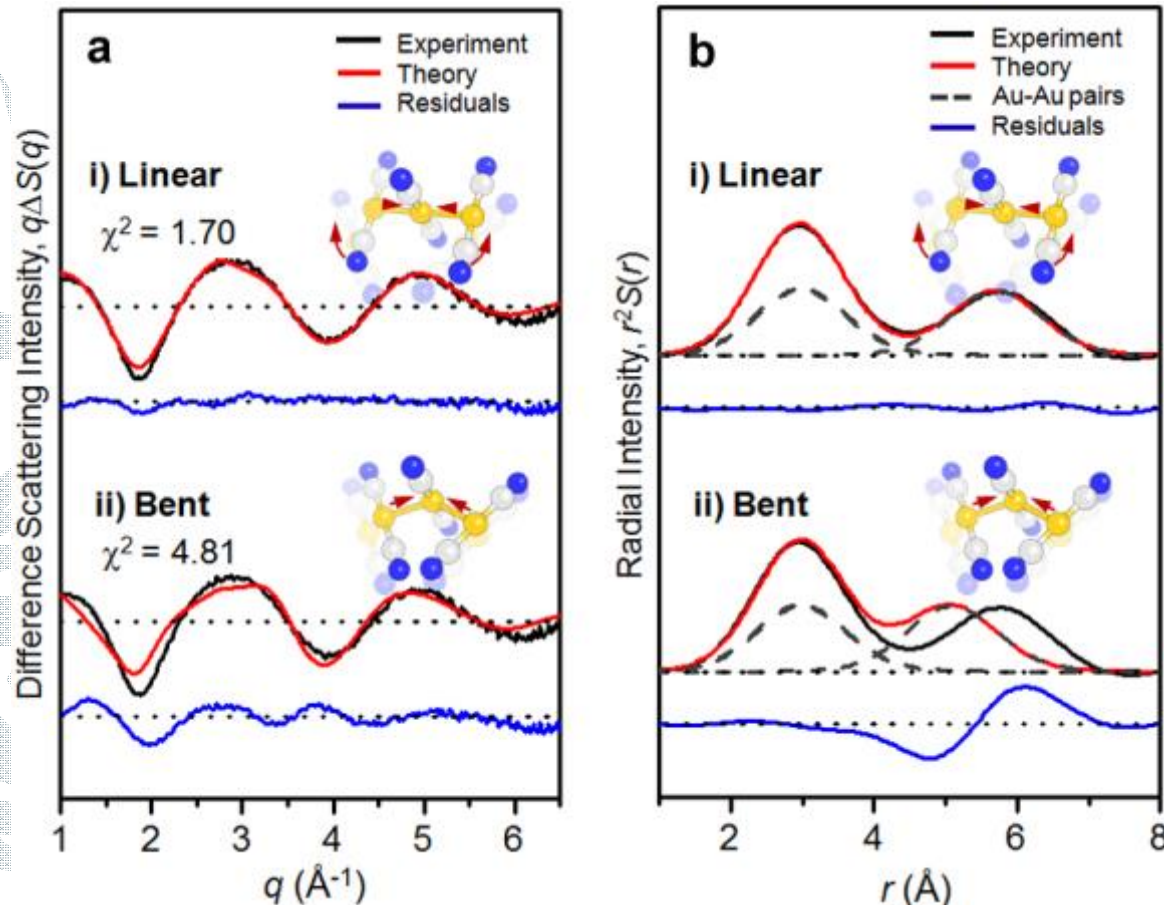 a
Experiment
Theory
Residuals
i) Linear
χ² = 1.70
ii) Bent
χ² = 4.81
Difference Scattering Intensity, qΔS(q)
1 2 3 4 5 6
q (Å⁻¹)
b
Experiment
Theory
Au-Au pairs
Residuals
i) Linear
ii) Bent
Radial Intensity, r²S(r)
2 4 6 8
r (Å)